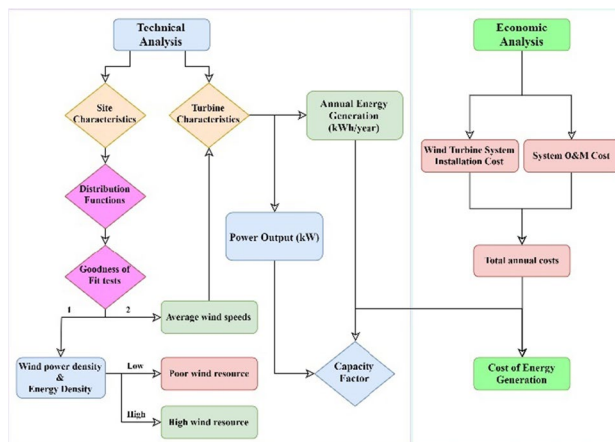 Technical
Analysis
Economic
Analysis
Site
Characteristics
Turbine
Characteristics
Annual Energy
Generation
(kWh/year)
Wind Turbine System
Installation Cost
System O&M Cost
Distribution
Functions
Power Output (kW)
Goodness of
Fit tests
Total annual costs
1
2
Average wind speeds
Wind power density
&
Energy Density
Low
Poor wind resource
Capacity
Factor
Cost of Energy
Generation
High
High wind resource